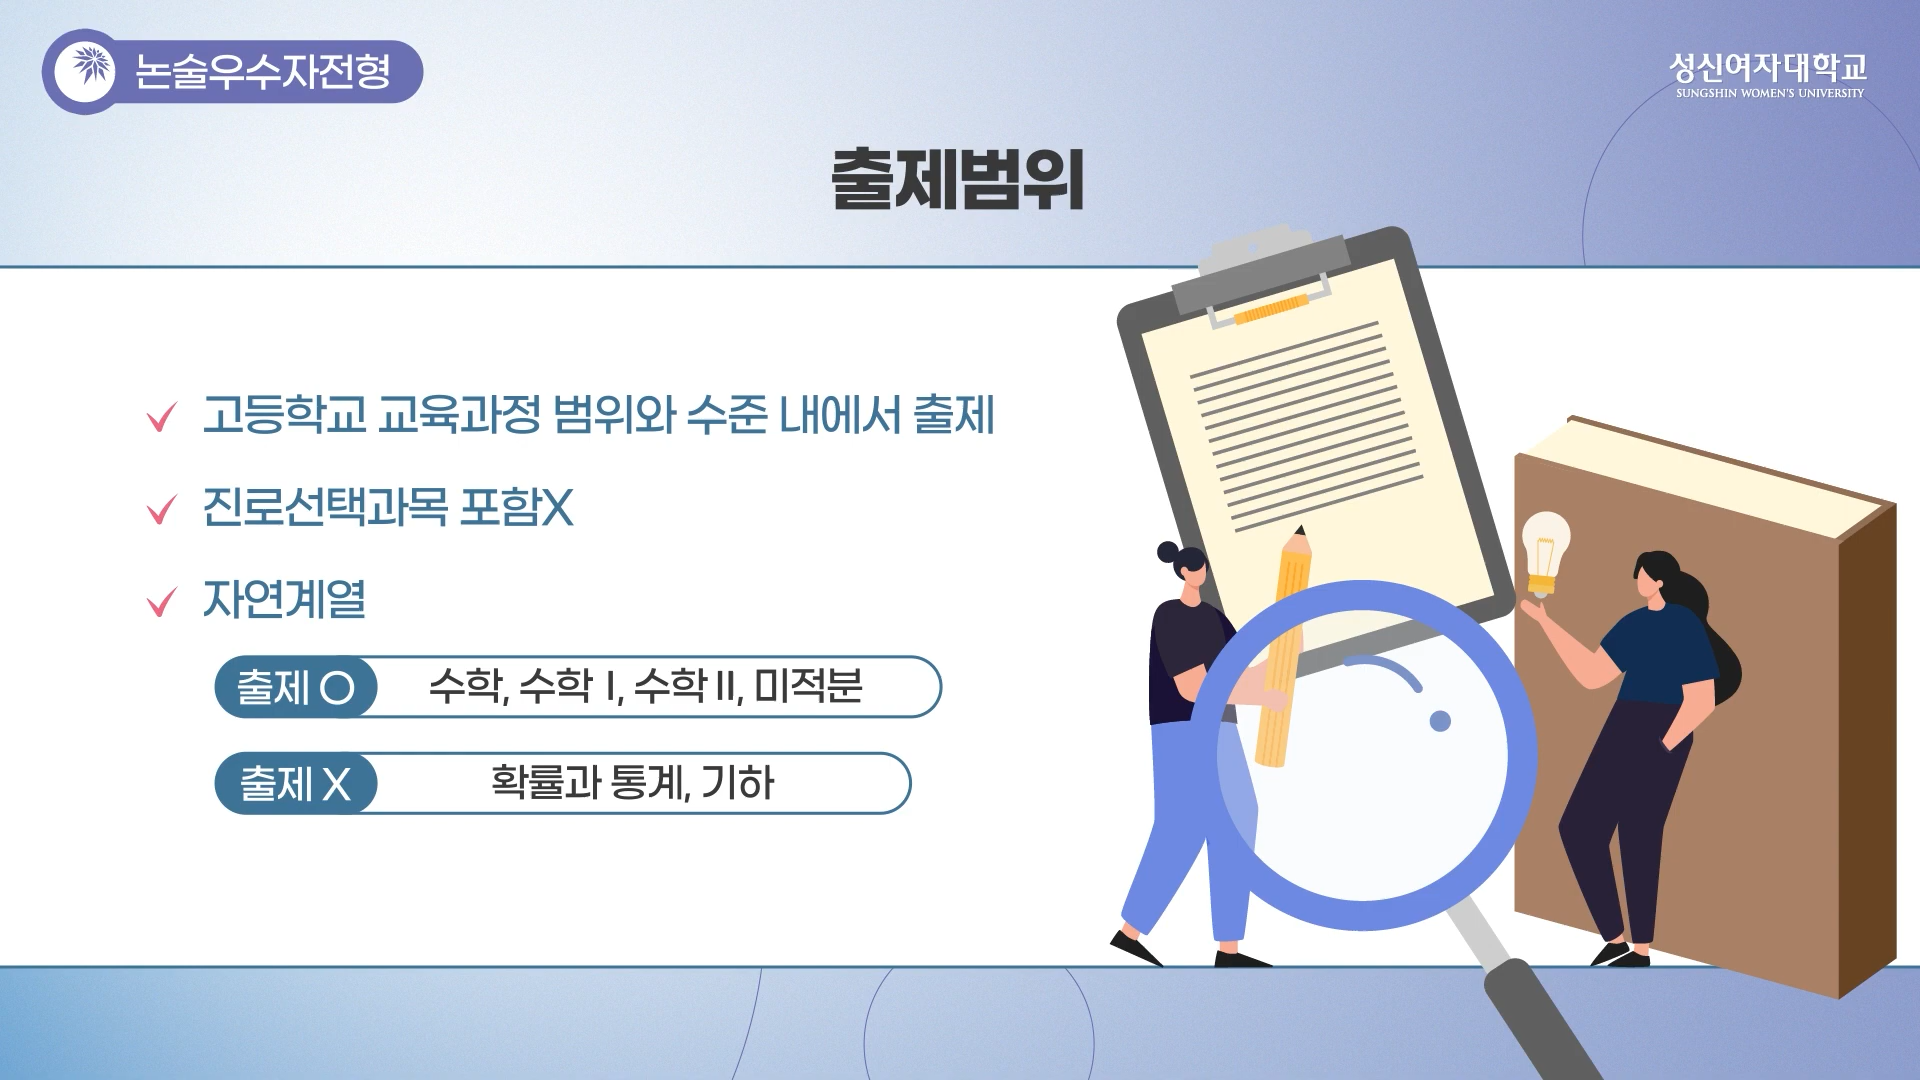 논술우수자전형
성신여자대학교
SUNGSHIN WOMEN'S UNIVERSITY
출제범위
고등학교 교육과정 범위와 수준 내에서 출제
진로선택과목 포함X
자연계열
출제 O 수학, 수학 I, 수학 II, 미적분
출제 X 확률과 통계, 기하